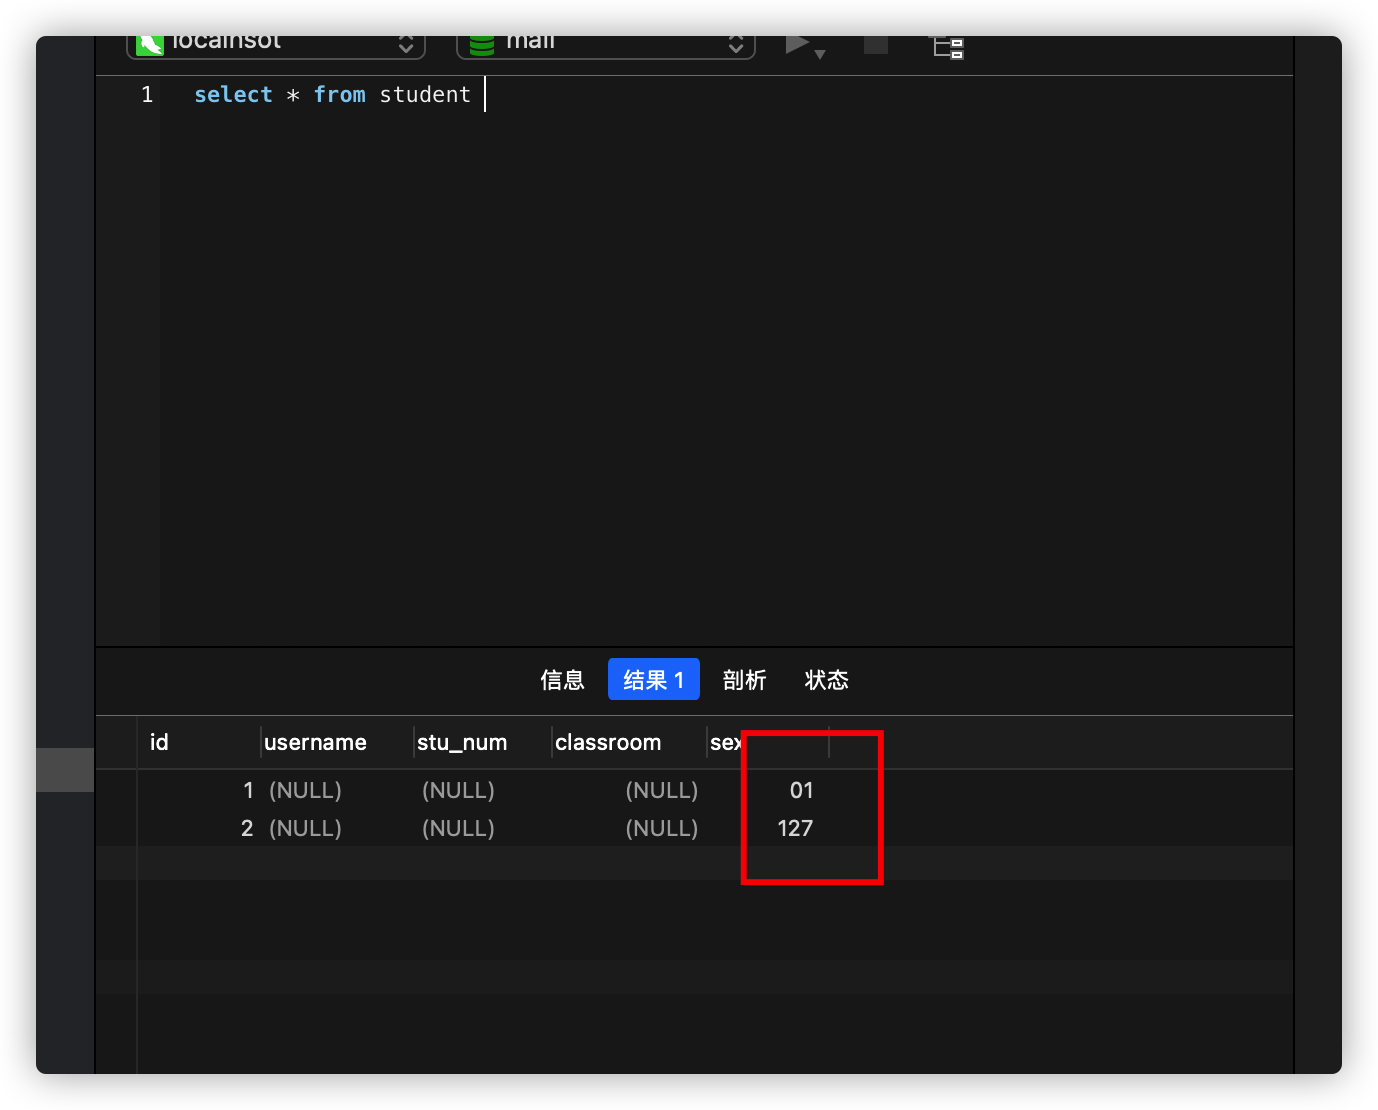 localhsot mall
1 select * from student
信息 结果 1 剖析 状态
id username stu_num classroom sex
1 (NULL) (NULL) (NULL) 01
2 (NULL) (NULL) (NULL) 127